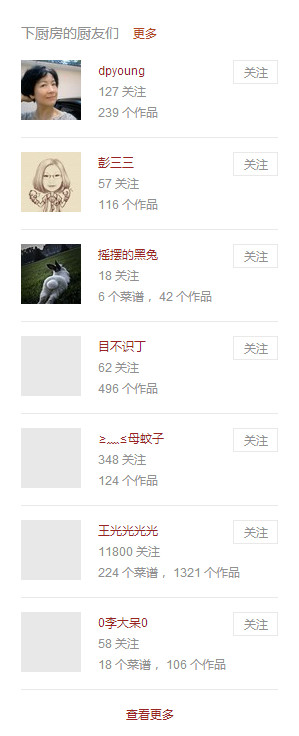 下厨房的厨友们 更多
dpyoung
关注
127 关注
239 个作品
彭三三
关注
57 关注
116 个作品
摇摆的黑兔
关注
18 关注
6 个菜谱， 42 个作品
目不识丁
关注
62 关注
496 个作品
≥﹏≤母蚊子
关注
348 关注
124 个作品
王光光光光
关注
11800 关注
224 个菜谱， 1321 个作品
0李大呆0
关注
58 关注
18 个菜谱， 106 个作品
查看更多